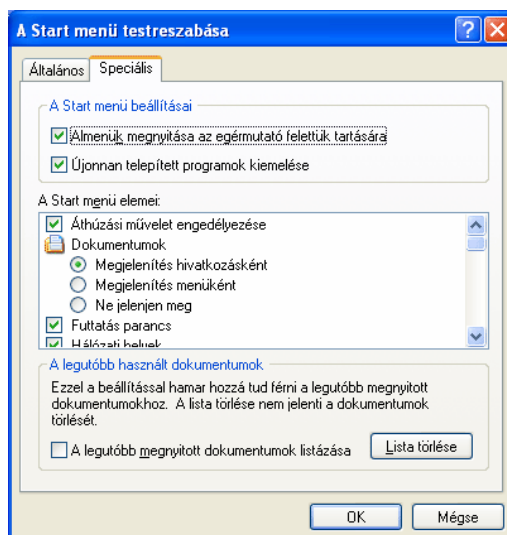 A Start menü testreszabása
Általános Speciális
A Start menü beállításai
Almenük megnyitása az egérmutató felettük tartására
Újonnan telepített programok kiemelése
A Start menü elemei:
Áthúzási művelet engedélyezése
Dokumentumok
Megjelenítés hivatkozásként
Megjelenítés menüként
Ne jelenjen meg
Futtatás parancs
Hálózati helyek
A legutóbb használt dokumentumok
Ezzel a beállítással hamar hozzá tud férni a legutóbb megnyitott
dokumentumokhoz. A lista törlése nem jelenti a dokumentumok
törlését.
A legutóbb megnyitott dokumentumok listázása
Lista törlése
OK Mégse